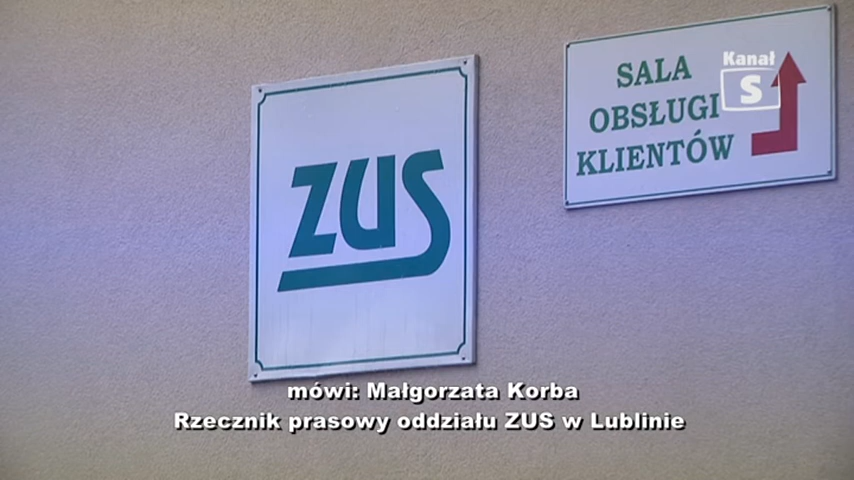 ZUS
SALA
OBSŁUGI
KLIENTÓW
Kanał
S
mówi: Małgorzata Korba
Rzecznik prasowy oddziału ZUS w Lublinie